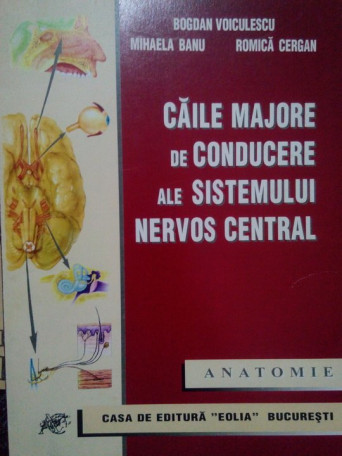 BOGDAN VOICULESCU
MIHAELA BANU ROMICĂ CERGAN
CĂILE MAJORE
DE CONDUCERE
ALE SISTEMULUI
NERVOS CENTRAL
ANATOMIE
CASA DE EDITURĂ "EOLIA" BUCUREŞTI